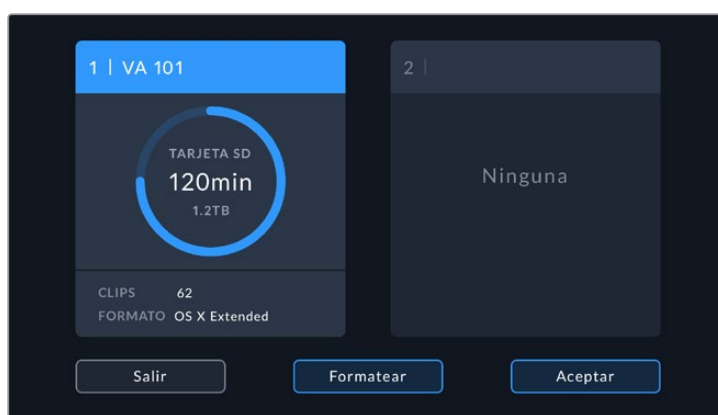 1 | VA 101
TARJETA SD
120min
1.2TB
CLIPS 62
FORMATO OS X Extended
2 |
Ninguna
Salir
Formatear
Aceptar